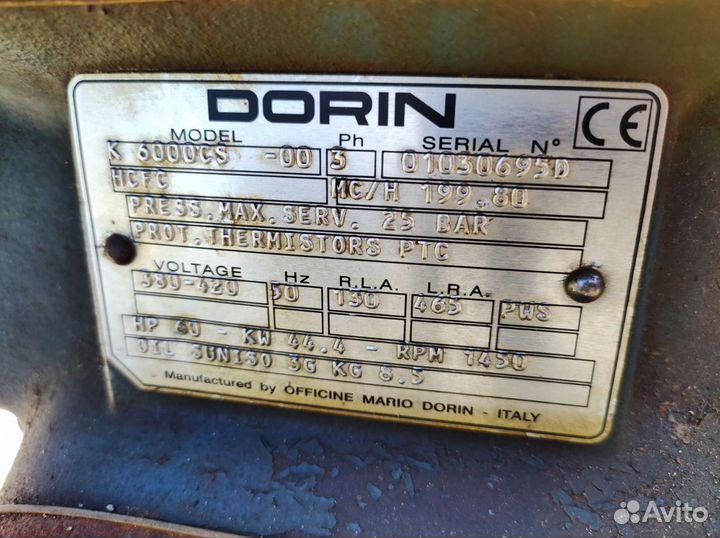 DORIN
CE
MODEL Ph SERIAL N°
K 6000CS -00 3 01030695D
HCFC MC/H 199,80
PRESS.MAX.SERV. 25 BAR
PROT.THERMISTORS PTC
VOLTAGE Hz R.L.A. L.R.A.
380-420 50 130 465 PWS
HP 60 - KW 44.4 - RPM 1450
OIL SUNISO 3G KG 8.5
Manufactured by OFFICINE MARIO DORIN - ITALY
Avito